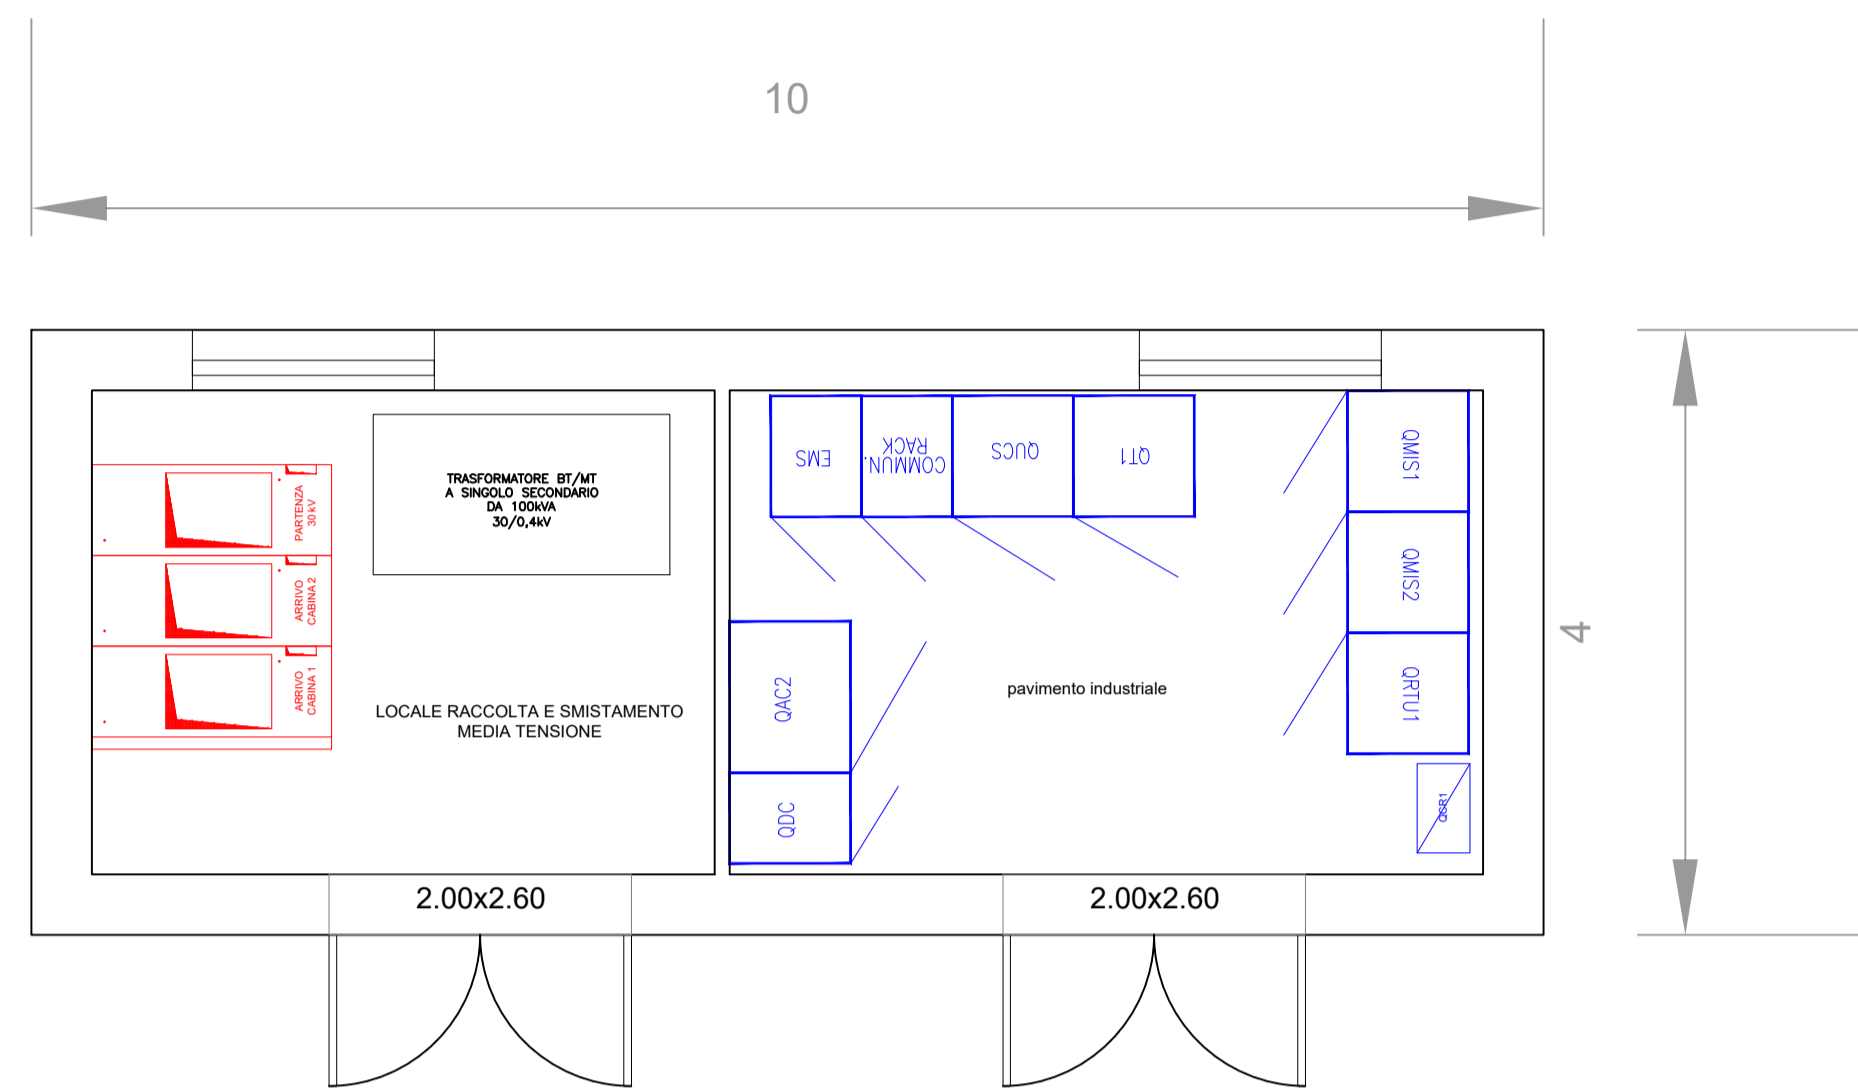 10
TRASFORMATORE BT/MT
A SINGOLO SECONDARIO
DA 100kVA
30/0,4kV
PARTENZA
30 kV
ARRIVO
CABINA 2
ARRIVO
CABINA 1
LOCALE RACCOLTA E SMISTAMENTO
MEDIA TENSIONE
EMS
COMMUN.
RACK
QUCS
QT1
QMIS1
QMIS2
QRTU1
QSR1
QAC2
QDC
pavimento industriale
4
2.00x2.60
2.00x2.60